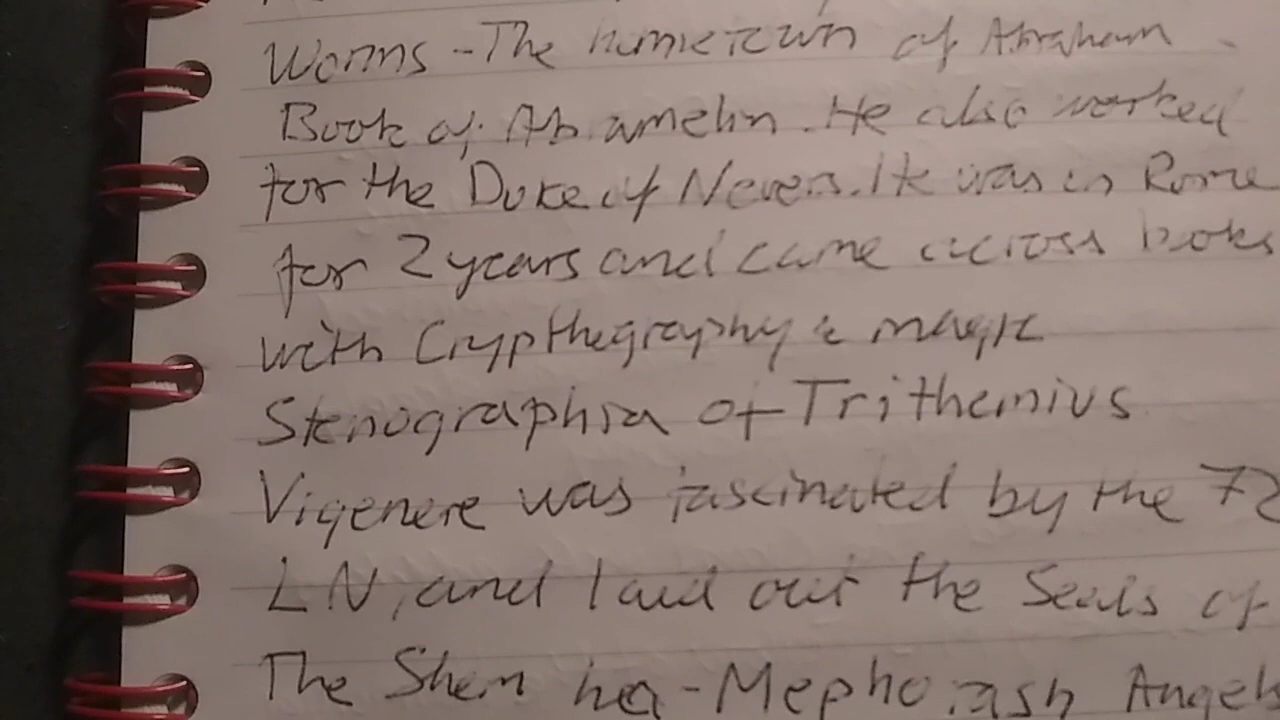 Worms - The hometown of Abraham
Book of Abramelin. He also worked
for the Duke of Nevers. He was in Rome
for 2 years and came across books
with Crypthegraphy & magic
Stenographia of Trithemius
Vigenere was fascinated by the 72
LN, and laid out the Seals of
The Shem ha-Mephorash Angels